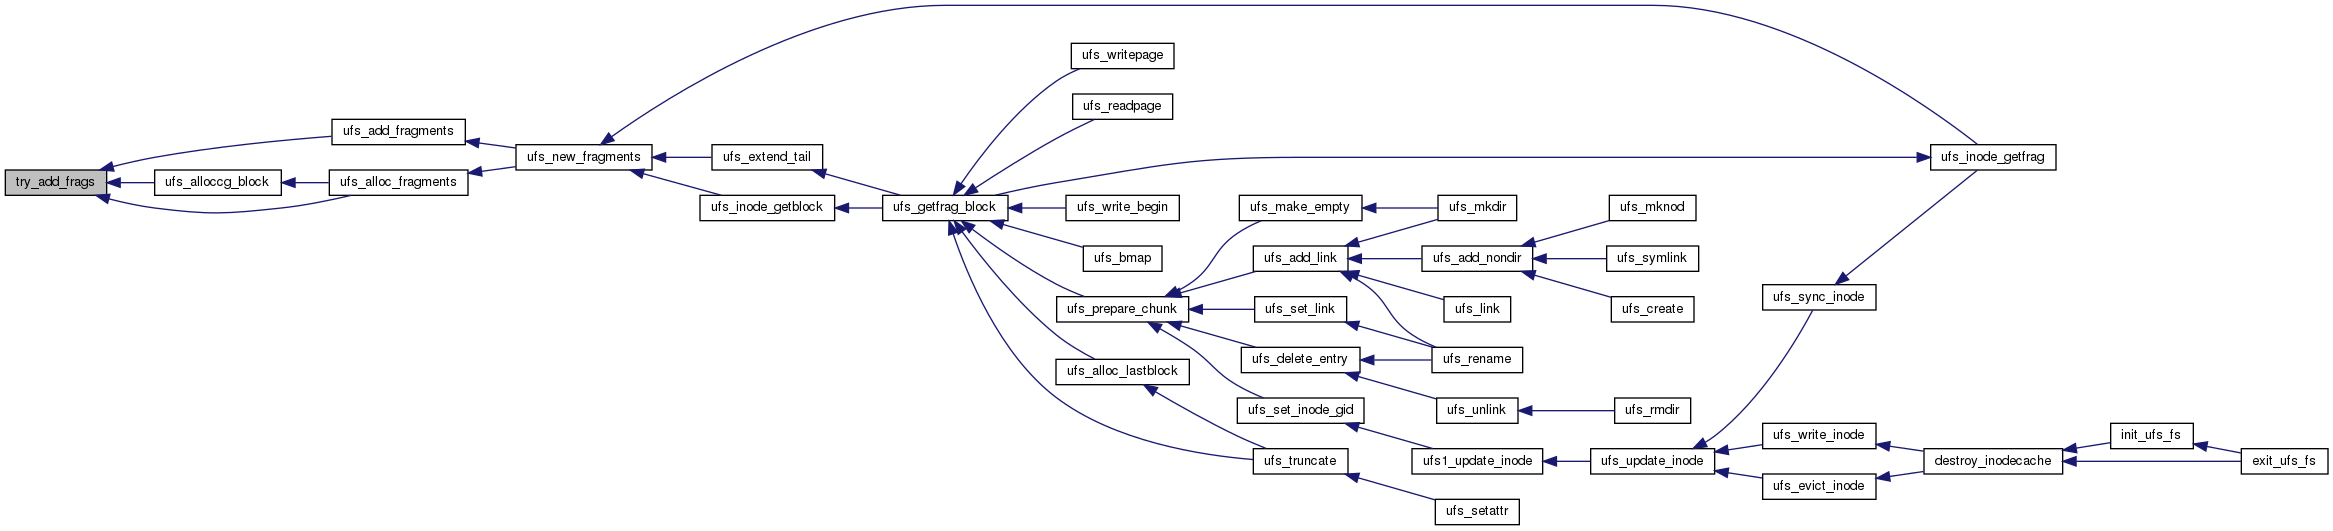 try_add_frags
ufs_add_fragments
ufs_alloccg_block
ufs_alloc_fragments
ufs_new_fragments
ufs_extend_tail
ufs_inode_getblock
ufs_getfrag_block
ufs_writepage
ufs_readpage
ufs_write_begin
ufs_bmap
ufs_prepare_chunk
ufs_alloc_lastblock
ufs_make_empty
ufs_add_link
ufs_set_link
ufs_delete_entry
ufs_set_inode_gid
ufs_truncate
ufs_mkdir
ufs_add_nondir
ufs_link
ufs_rename
ufs_unlink
ufs1_update_inode
ufs_setattr
ufs_mknod
ufs_symlink
ufs_create
ufs_rmdir
ufs_update_inode
ufs_sync_inode
ufs_write_inode
ufs_evict_inode
ufs_inode_getfrag
destroy_inodecache
init_ufs_fs
exit_ufs_fs